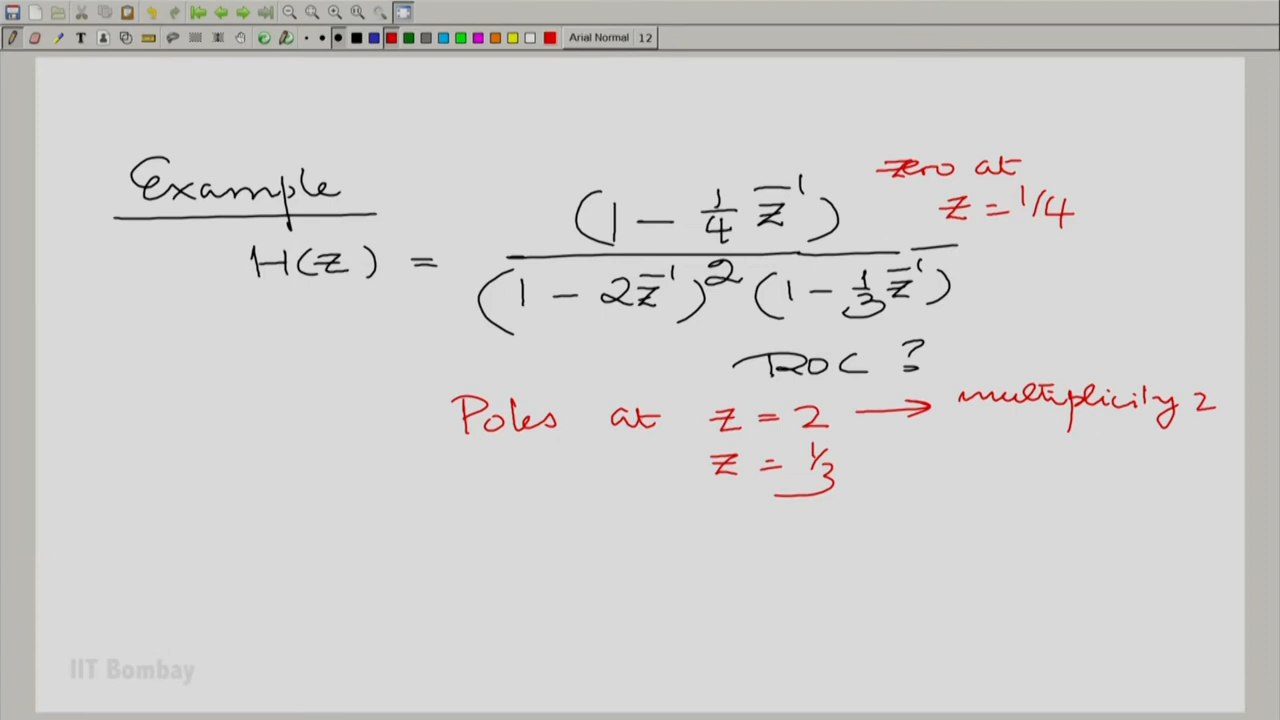 Arial Normal 12
Example
H(Z) = (1 - 1/4 z^-1) / (1 - 2z^-1)^2 (1 - 1/3 z^-1)
zero at
z = 1/4
ROC ?
Poles at z = 2 → multiplicity 2
z = 1/3
IIT Bombay